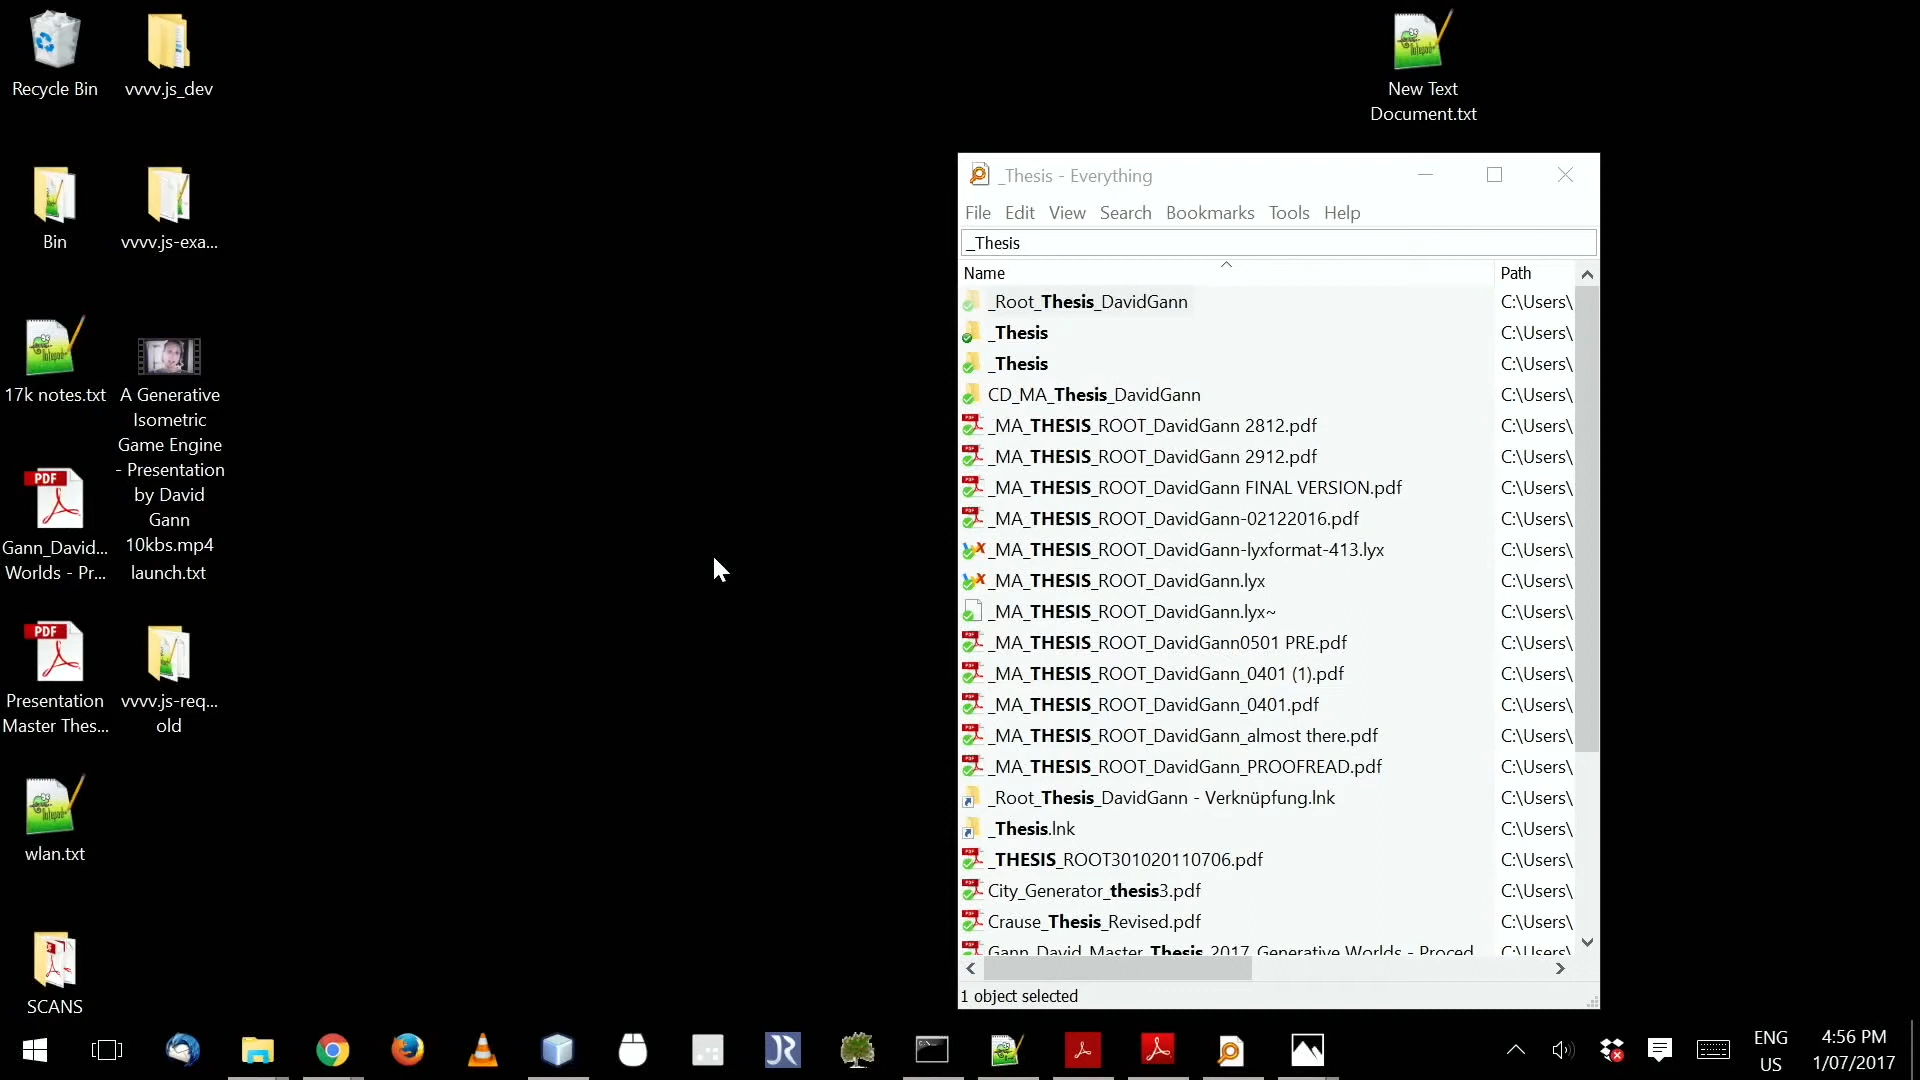 Recycle Bin
vvvv.js_dev
New Text
Document.txt
Bin
vvvv.js-exa...
17k notes.txt
A Generative
Isometric
Game Engine
- Presentation
by David
Gann
10kbs.mp4
Gann_David...
Worlds - Pr...
launch.txt
Presentation
Master Thes...
vvvv.js-req...
old
wlan.txt
SCANS
_Thesis - Everything
File Edit View Search Bookmarks Tools Help
_Thesis
Name Path
_Root_Thesis_DavidGann C:\Users\
_Thesis C:\Users\
_Thesis C:\Users\
CD_MA_Thesis_DavidGann C:\Users\
_MA_THESIS_ROOT_DavidGann 2812.pdf C:\Users\
_MA_THESIS_ROOT_DavidGann 2912.pdf C:\Users\
_MA_THESIS_ROOT_DavidGann FINAL VERSION.pdf C:\Users\
_MA_THESIS_ROOT_DavidGann-02122016.pdf C:\Users\
_MA_THESIS_ROOT_DavidGann-lyxformat-413.lyx C:\Users\
_MA_THESIS_ROOT_DavidGann.lyx C:\Users\
_MA_THESIS_ROOT_DavidGann.lyx~ C:\Users\
_MA_THESIS_ROOT_DavidGann0501 PRE.pdf C:\Users\
_MA_THESIS_ROOT_DavidGann_0401 (1).pdf C:\Users\
_MA_THESIS_ROOT_DavidGann_0401.pdf C:\Users\
_MA_THESIS_ROOT_DavidGann_almost there.pdf C:\Users\
_MA_THESIS_ROOT_DavidGann_PROOFREAD.pdf C:\Users\
_Root_Thesis_DavidGann - Verknüpfung.lnk C:\Users\
_Thesis.lnk C:\Users\
_THESIS_ROOT301020110706.pdf C:\Users\
City_Generator_thesis3.pdf C:\Users\
Crause_Thesis_Revised.pdf C:\Users\
Gann_David_Master_Thesis_2017_Generative Worlds - Proced C:\Users\
1 object selected
ENG
US
4:56 PM
1/07/2017